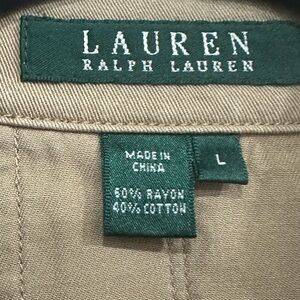 LAUREN
RALPH LAUREN
MADE IN
CHINA
L
60% RAYON
40% COTTON